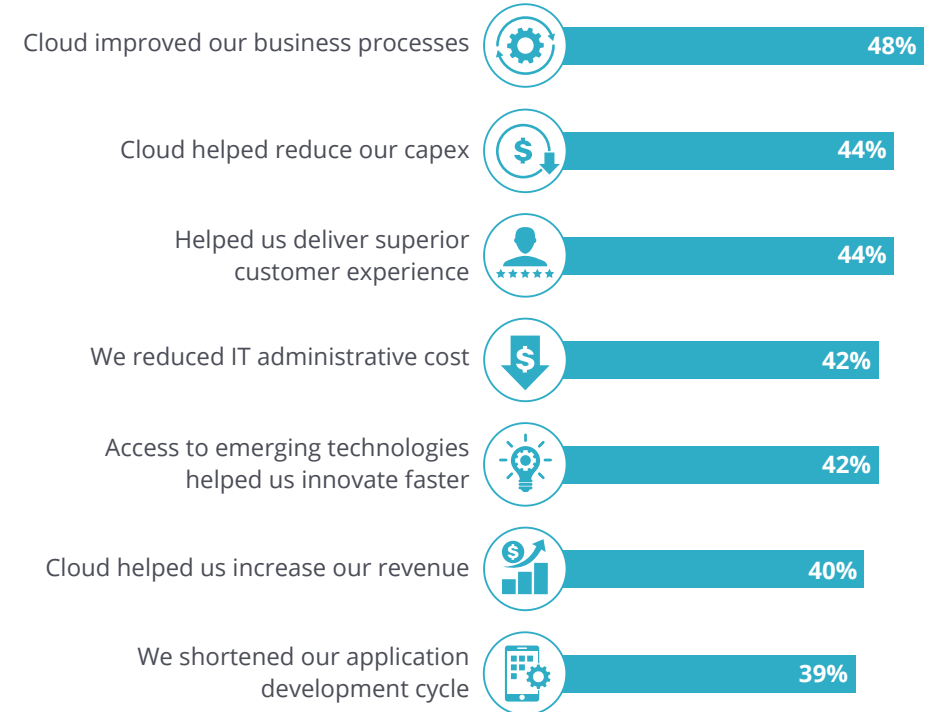 Cloud improved our business processes
48%
Cloud helped reduce our capex
$
44%
Helped us deliver superior
customer experience
44%
We reduced IT administrative cost
$
42%
Access to emerging technologies
helped us innovate faster
42%
Cloud helped us increase our revenue
$
40%
We shortened our application
development cycle
39%